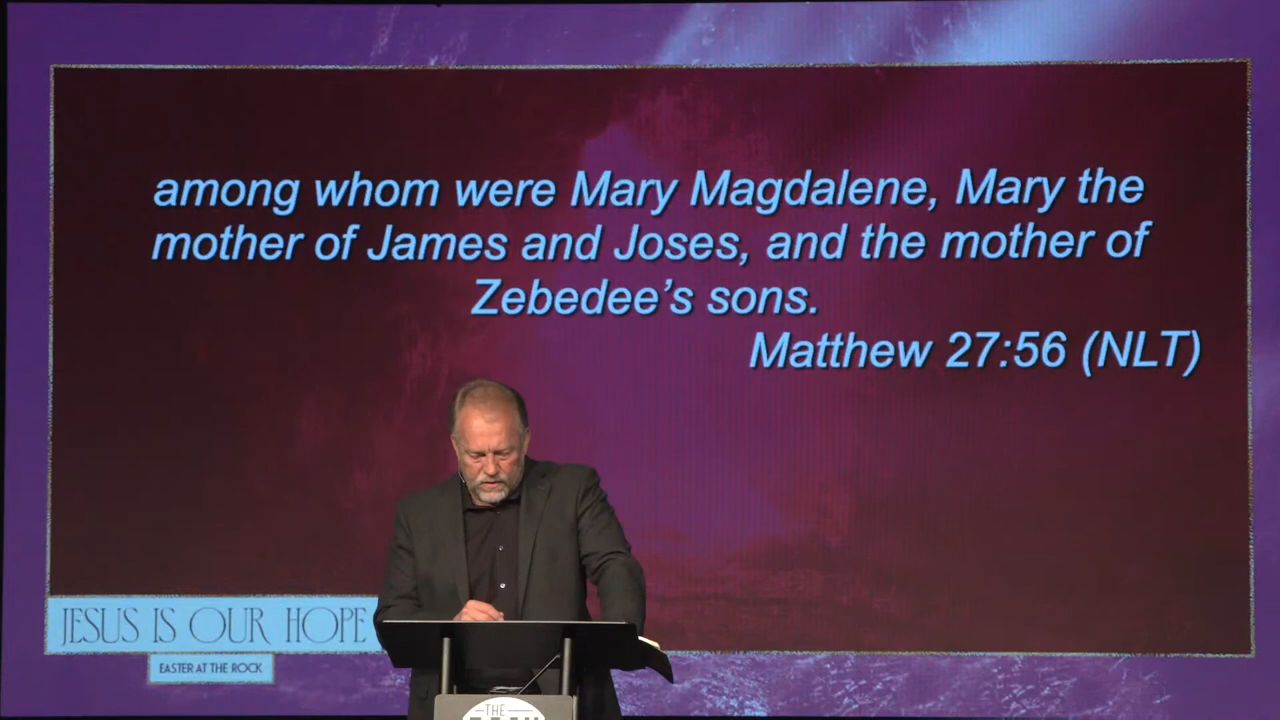 among whom were Mary Magdalene, Mary the
mother of James and Joses, and the mother of
Zebedee’s sons.
Matthew 27:56 (NLT)
JESUS IS OUR HOPE
EASTER AT THE ROCK
THE